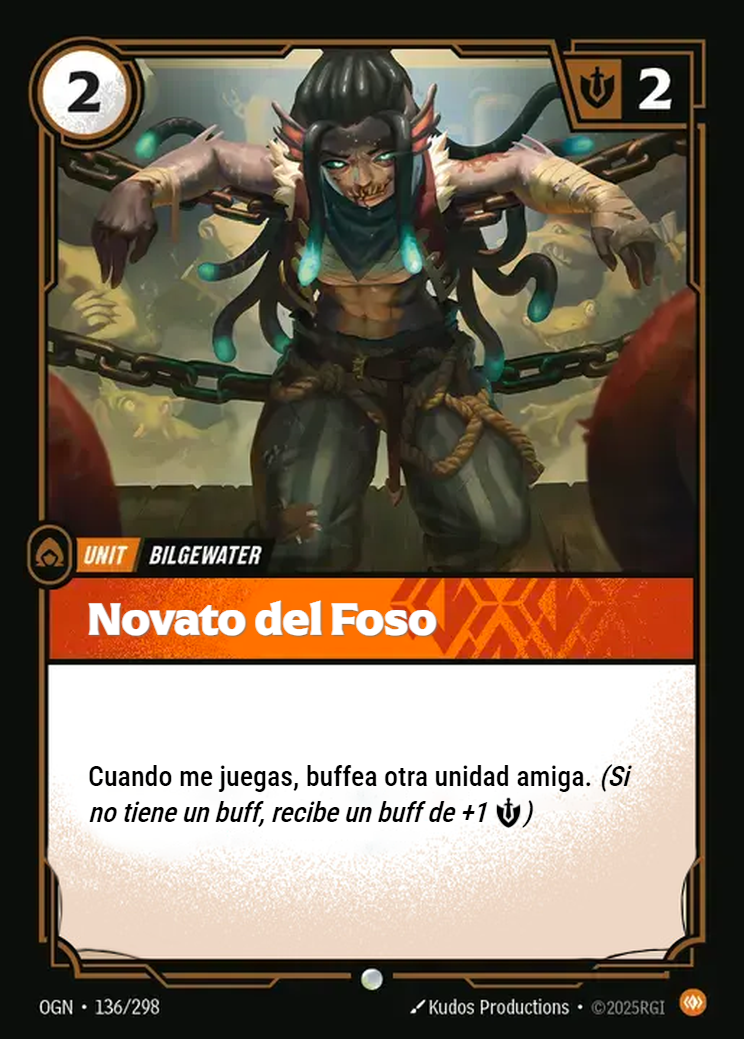 2
2
UNIT BILGEWATER
Novato del Foso
Cuando me juegas, buffea otra unidad amiga. (Si
no tiene un buff, recibe un buff de +1 )
OGN • 136/298
Kudos Productions • ©2025RGI